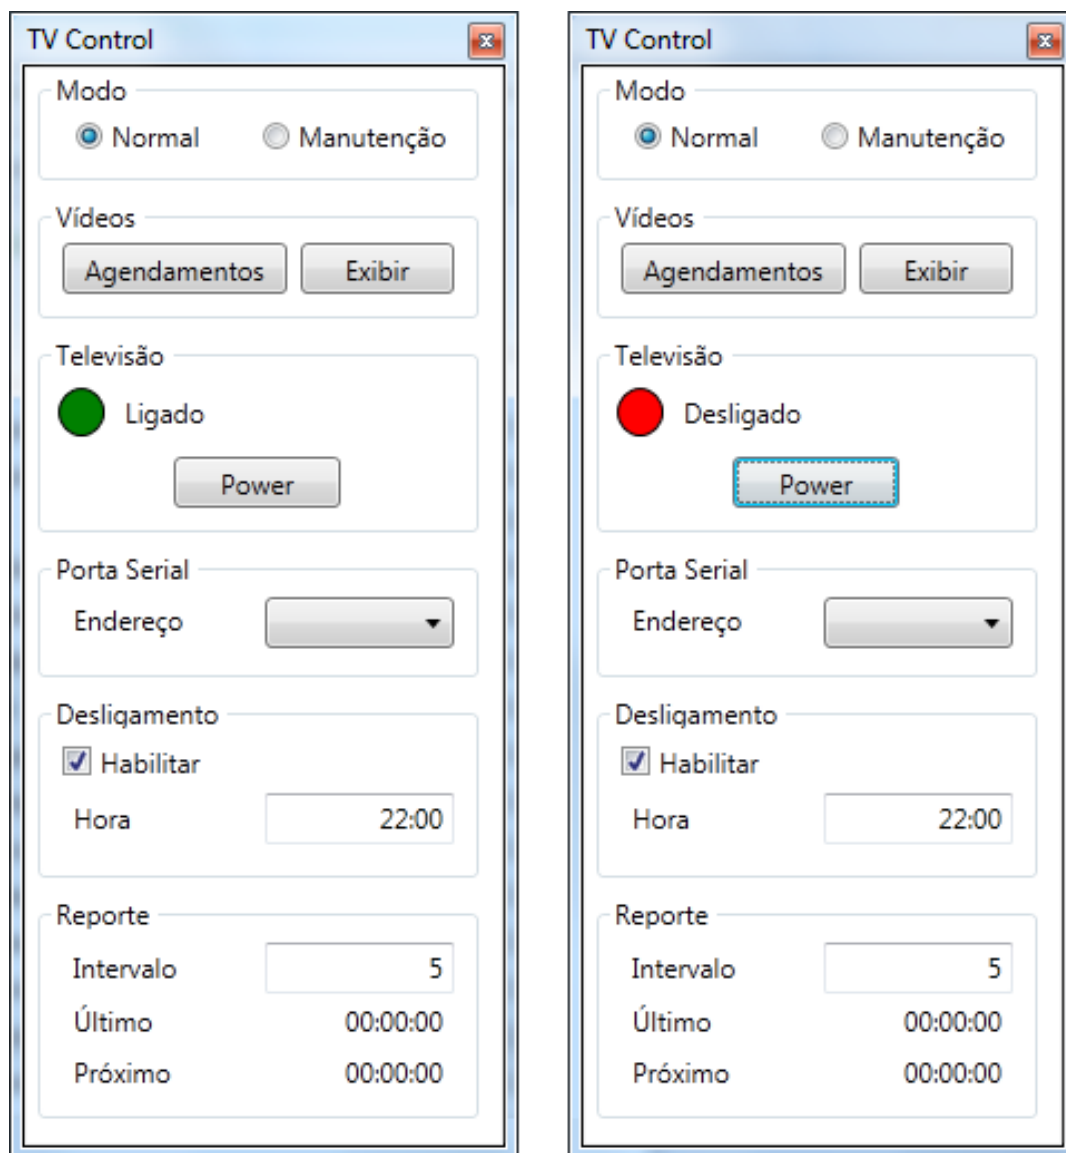 TV Control
Modo
Normal Manutenção
Vídeos
Agendamentos Exibir
Televisão
Ligado
Power
Porta Serial
Endereço
Desligamento
Habilitar
Hora 22:00
Reporte
Intervalo 5
Último 00:00:00
Próximo 00:00:00
TV Control
Modo
Normal Manutenção
Vídeos
Agendamentos Exibir
Televisão
Desligado
Power
Porta Serial
Endereço
Desligamento
Habilitar
Hora 22:00
Reporte
Intervalo 5
Último 00:00:00
Próximo 00:00:00